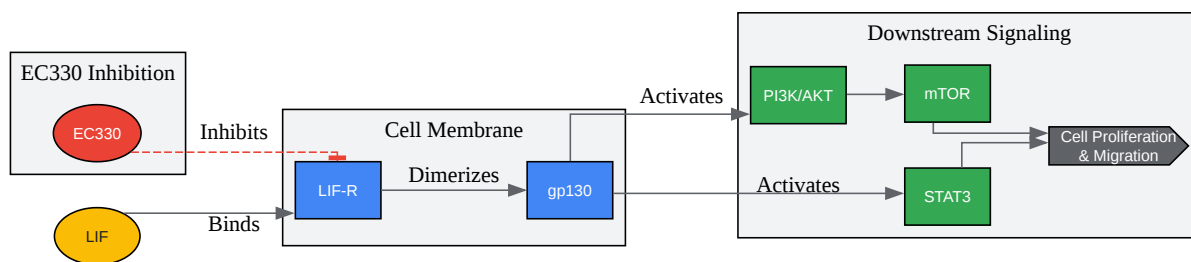 Downstream Signaling
EC330 Inhibition
PI3K/AKT
mTOR
Activates
EC330
Inhibits
Cell Membrane
Cell Proliferation
& Migration
LIF-R
Dimerizes
gp130
Activates
STAT3
Binds
LIF